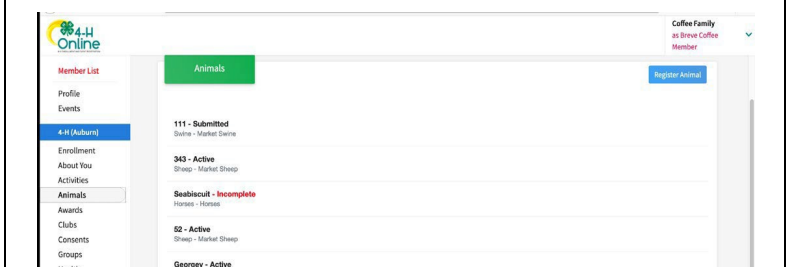 4-H
Online
Coffee Family
as Breve Coffee
Member
Member List
Profile
Events
4-H (Auburn)
Enrollment
About You
Activities
Animals
Awards
Clubs
Consents
Groups
Animals
Register Animal
111 - Submitted
Swine - Market Swine
343 - Active
Sheep - Market Sheep
Seabiscuit - Incomplete
Horses - Horses
52 - Active
Sheep - Market Sheep
Georgey - Active